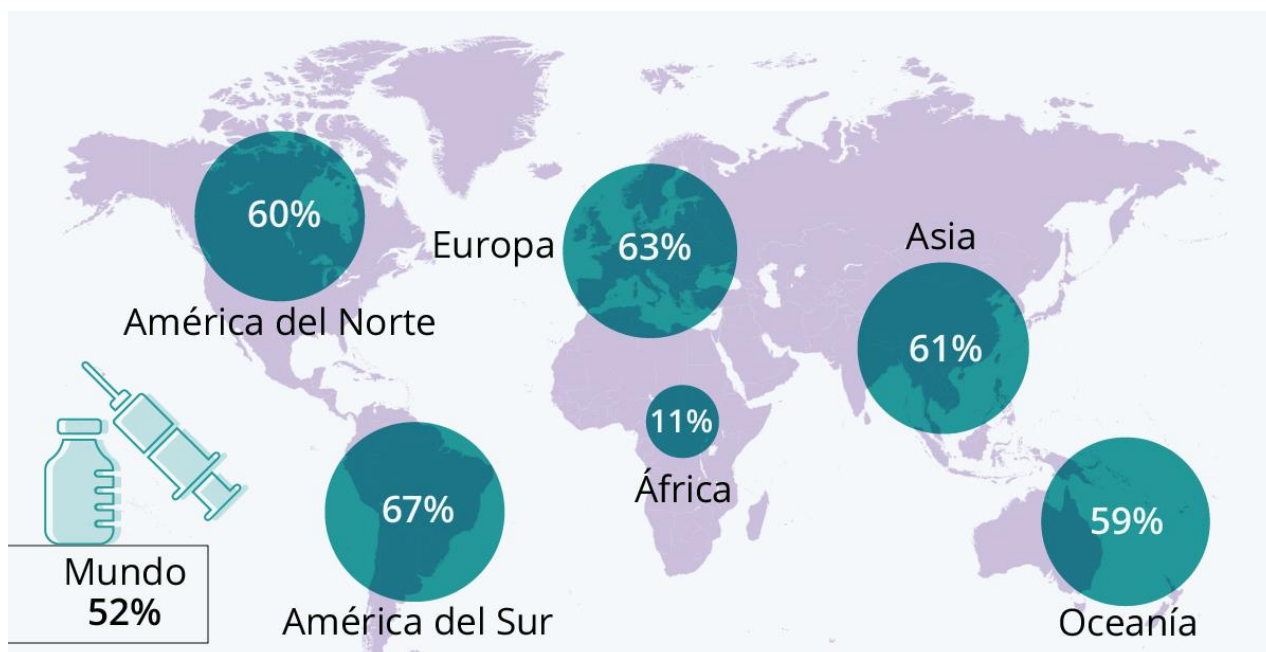 60%
América del Norte
Europa
63%
Asia
61%
11%
África
67%
América del Sur
59%
Oceanía
Mundo
52%